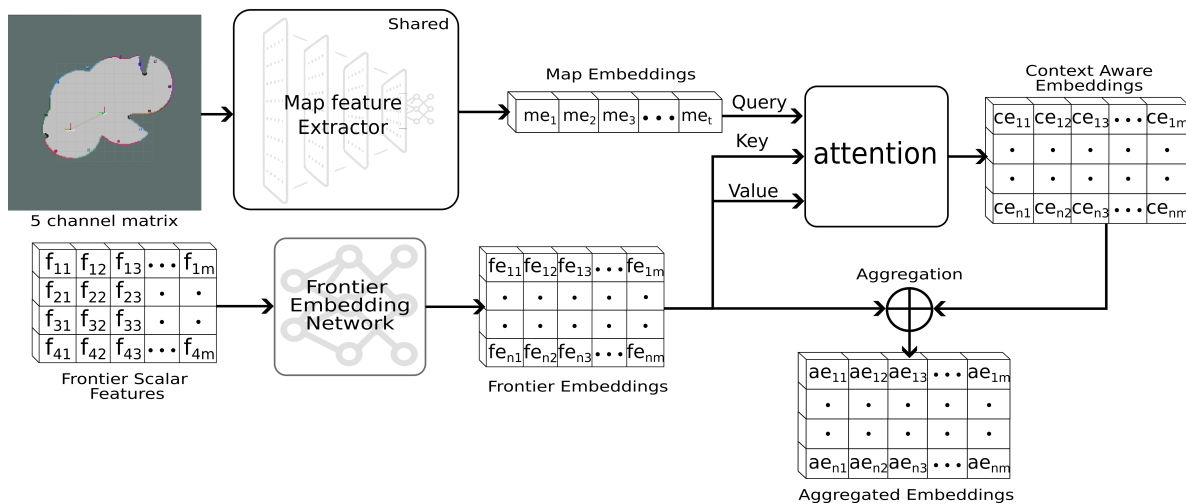 Shared
Map feature
Extractor
5 channel matrix
Map Embeddings
me₁ me₂ me₃ ••• meₜ
Query
Key
Value
attention
Context Aware
Embeddings
ce₁₁ ce₁₂ ce₁₃ ••• ce₁ₘ
• • • • •
• • • • •
ceₙ₁ ceₙ₂ ceₙ₃ ••• ceₙₘ
f₁₁ f₁₂ f₁₃ ••• f₁ₘ
f₂₁ f₂₂ f₂₃ • •
f₃₁ f₃₂ f₃₃ • •
f₄₁ f₄₂ f₄₃ ••• f₄ₘ
Frontier Scalar
Features
Frontier
Embedding
Network
fe₁₁ fe₁₂ fe₁₃ ••• fe₁ₘ
• • • • •
• • • • •
feₙ₁ feₙ₂ feₙ₃ ••• feₙₘ
Frontier Embeddings
Aggregation
ae₁₁ ae₁₂ ae₁₃ ••• ae₁ₘ
• • • • •
• • • • •
aeₙ₁ aeₙ₂ aeₙ₃ ••• aeₙₘ
Aggregated Embeddings